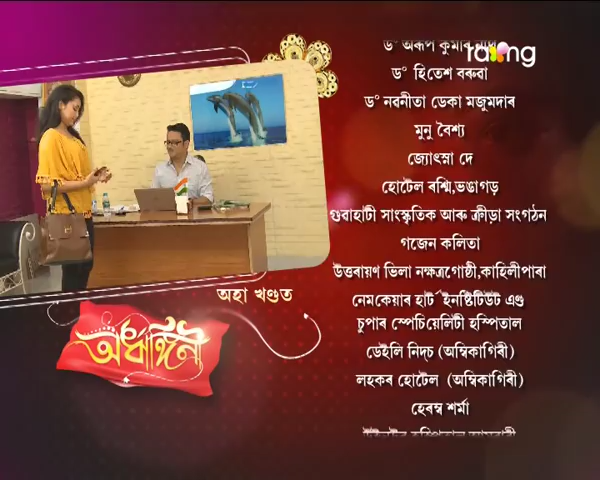 ড° অৰূপ কুমাৰ নাথ
rang
ড° হিতেশ বৰুৱা
ড° নবনীতা ডেকা মজুমদাৰ
মুনু বৈশ্য
জ্যোৎস্না দে
হোটেল ৰশ্মি,ভঙাগড়
গুৱাহাটী সাংস্কৃতিক আৰু ক্ৰীড়া সংগঠন
গজেন কলিতা
উত্তৰায়ণ ভিলা নক্ষত্ৰগোষ্ঠী,কাহিলীপাৰা
নেমকেয়াৰ হাৰ্ট ইনষ্টিটিউট এণ্ড
চুপাৰ স্পেচিয়েলিটী হস্পিতাল
ডেইলি নিদ্চ (অম্বিকাগিৰী)
লহকৰ হোটেল (অম্বিকাগিৰী)
হেৰম্ব শৰ্মা
অহা খণ্ডত
অৰ্ধাঙ্গিনী